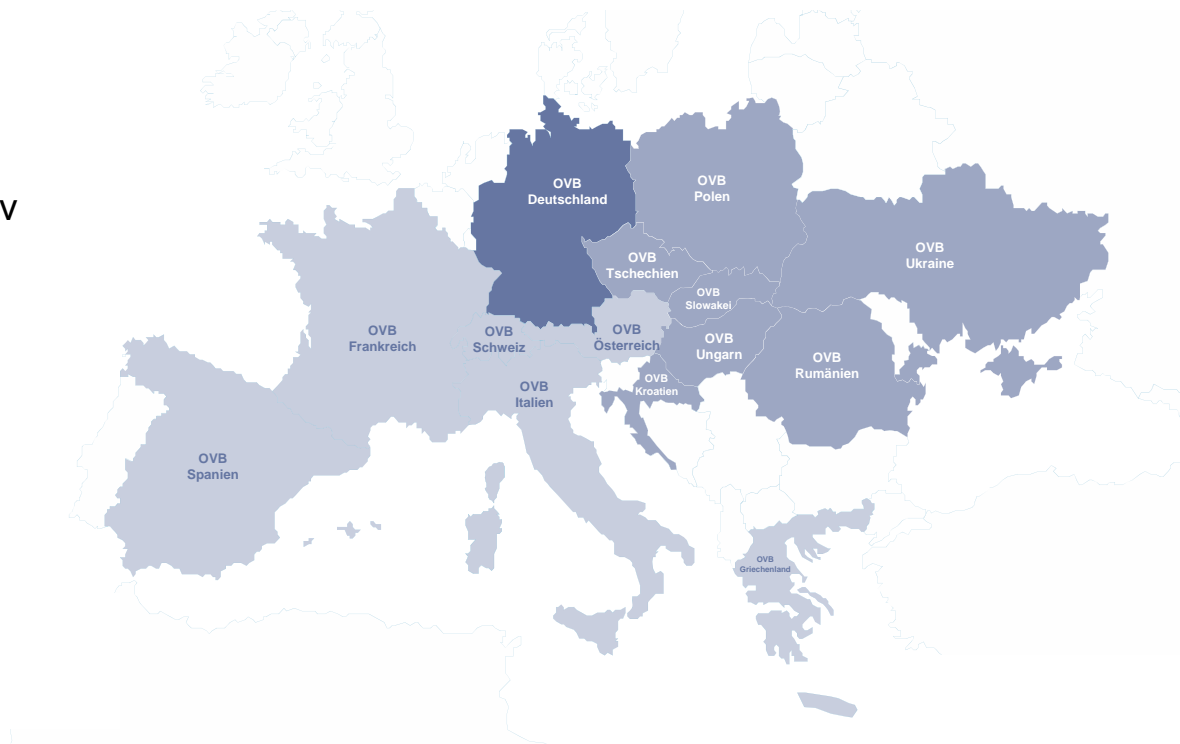 v
OVB
Deutschland
OVB
Polen
OVB
Ukraine
OVB
Tschechien
OVB
Slowakei
OVB
Frankreich
OVB
Schweiz
OVB
Österreich
OVB
Ungarn
OVB
Rumänien
OVB
Italien
OVB
Kroatien
OVB
Spanien
OVB
Griechenland